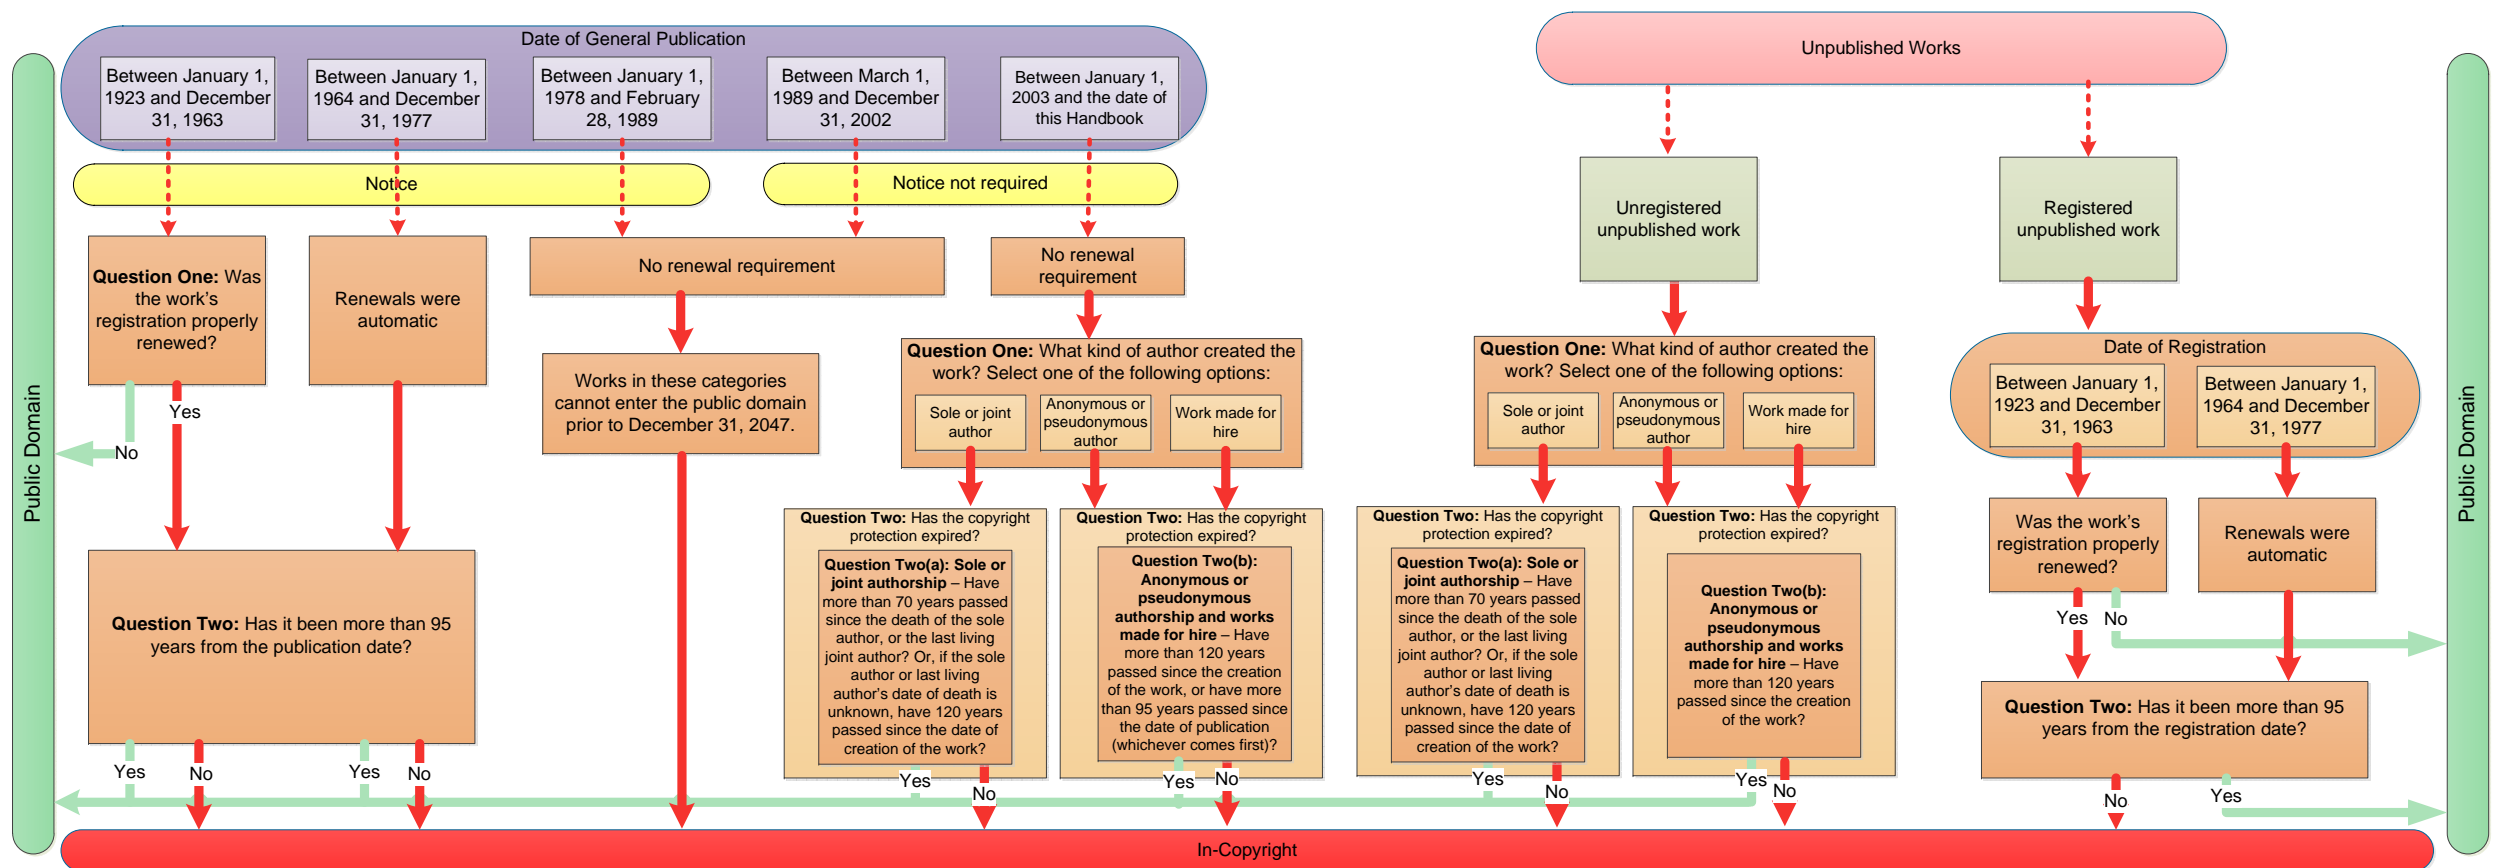 Date of General Publication
Between January 1,
1923 and December
31, 1963
Between January 1,
1964 and December
31, 1977
Between January 1,
1978 and February
28, 1989
Between March 1,
1989 and December
31, 2002
Between January 1,
2003 and the date of
this Handbook
Unpublished Works
Public Domain
Notice
Notice not required
Question One: Was
the work's
registration properly
renewed?
Renewals were
automatic
No renewal requirement
No renewal
requirement
Unregistered
unpublished work
Registered
unpublished work
Yes
No
Works in these categories
cannot enter the public domain
prior to December 31, 2047.
Question One: What kind of author created the
work? Select one of the following options:
Sole or joint
author
Anonymous or
pseudonymous
author
Work made for
hire
Question One: What kind of author created the
work? Select one of the following options:
Sole or joint
author
Anonymous or
pseudonymous
author
Work made for
hire
Date of Registration
Between January 1,
1923 and December
31, 1963
Between January 1,
1964 and December
31, 1977
Public Domain
Question Two: Has it been more than 95
years from the publication date?
Yes
No
Yes
No
Question Two: Has the copyright
protection expired?
Question Two(a): Sole or
joint authorship – Have
more than 70 years passed
since the death of the sole
author, or the last living
joint author? Or, if the sole
author or last living
author's date of death is
unknown, have 120 years
passed since the date of
creation of the work?
Yes
No
Question Two: Has the copyright
protection expired?
Question Two(b):
Anonymous or
pseudonymous
authorship and works
made for hire – Have
more than 120 years
passed since the creation
of the work, or have more
than 95 years passed since
the date of publication
(whichever comes first)?
Yes
No
Question Two: Has the copyright
protection expired?
Question Two(a): Sole or
joint authorship – Have
more than 70 years passed
since the death of the sole
author, or the last living
joint author? Or, if the sole
author or last living
author's date of death is
unknown, have 120 years
passed since the date of
creation of the work?
Yes
No
Question Two: Has the copyright
protection expired?
Question Two(b):
Anonymous or
pseudonymous
authorship and works
made for hire – Have
more than 120 years
passed since the creation
of the work?
Yes
No
Was the work's
registration properly
renewed?
Renewals were
automatic
Yes
No
Question Two: Has it been more than 95
years from the registration date?
No
Yes
In-Copyright